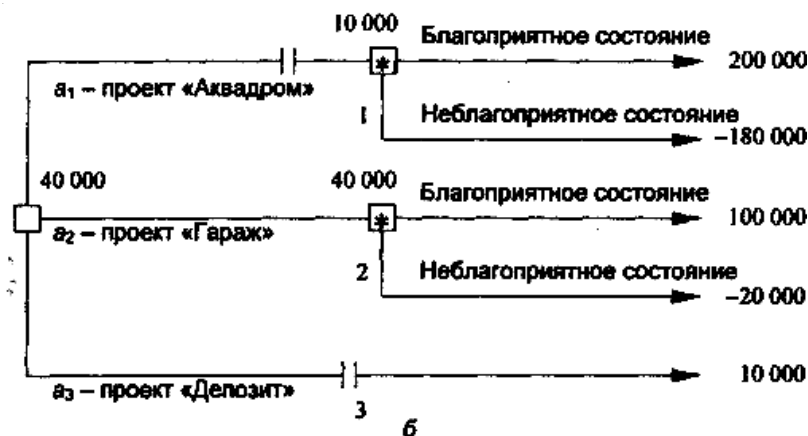 10 000
Благоприятное состояние
200 000
a₁ – проект «Аквадром»
1
Неблагоприятное состояние
–180 000
40 000
40 000
Благоприятное состояние
100 000
a₂ – проект «Гараж»
2
Неблагоприятное состояние
–20 000
a₃ – проект «Делозит»
10 000
3
б